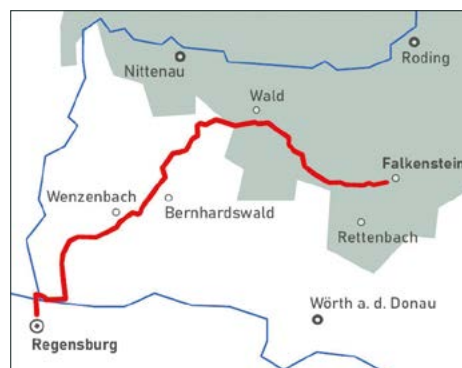 Roding
Nittenau
Wald
Falkenstein
Wenzenbach
Bernhardswald
Rettenbach
Wörth a. d. Donau
Regensburg